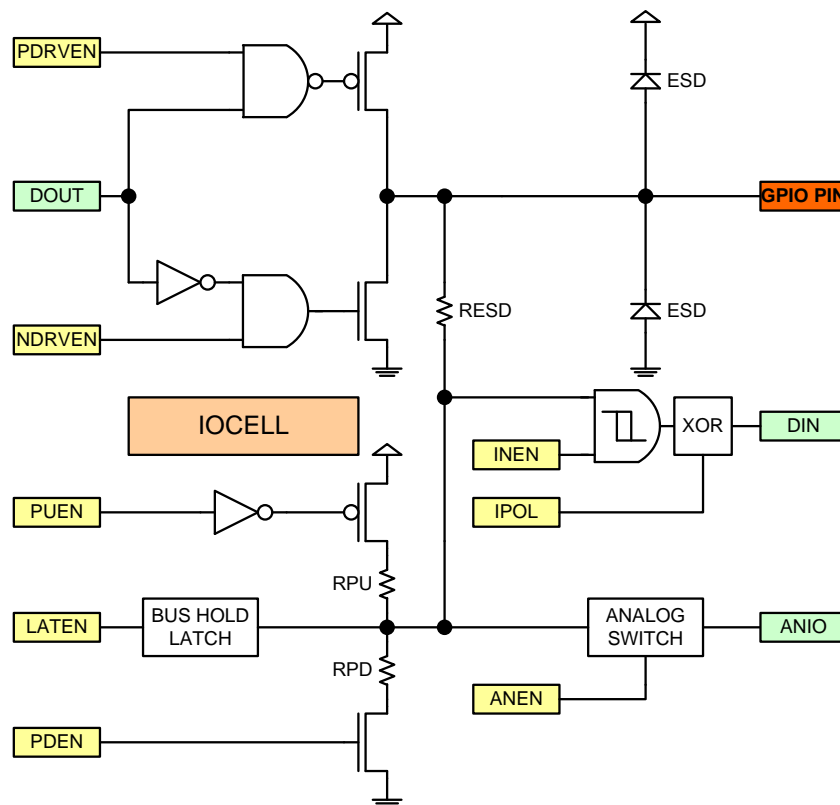 PDRVEN
ESD
DOUT
GPIO PIN
RESD
ESD
NDRVEN
IOCELL
XOR
DIN
INEN
PUEN
IPOL
RPU
LATEN
BUS HOLD
LATCH
ANALOG
SWITCH
ANIO
RPD
ANEN
PDEN